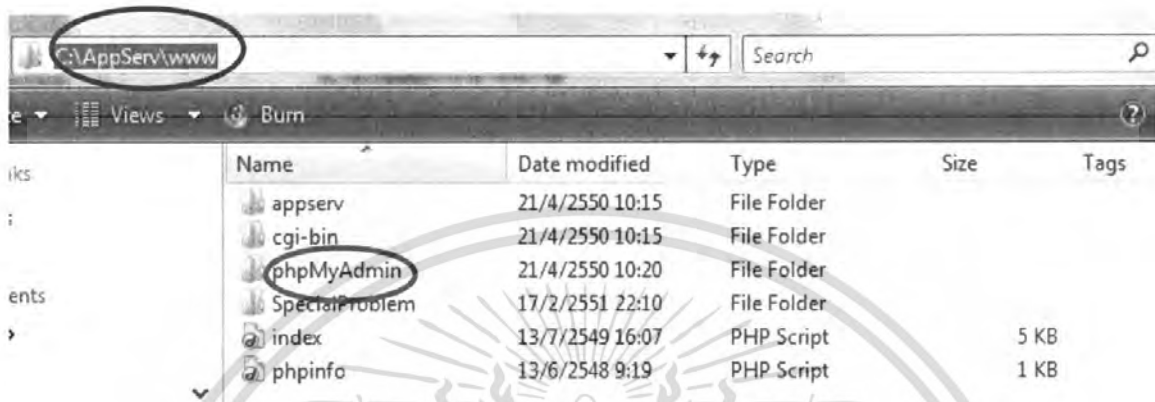 C:\AppServ\www Search
Views Burn
Name Date modified Type Size Tags
appserv 21/4/2550 10:15 File Folder
cgi-bin 21/4/2550 10:15 File Folder
phpMyAdmin 21/4/2550 10:20 File Folder
ents SpecialProblem 17/2/2551 22:10 File Folder
index 13/7/2549 16:07 PHP Script 5 KB
phpinfo 13/6/2548 9:19 PHP Script 1 KB